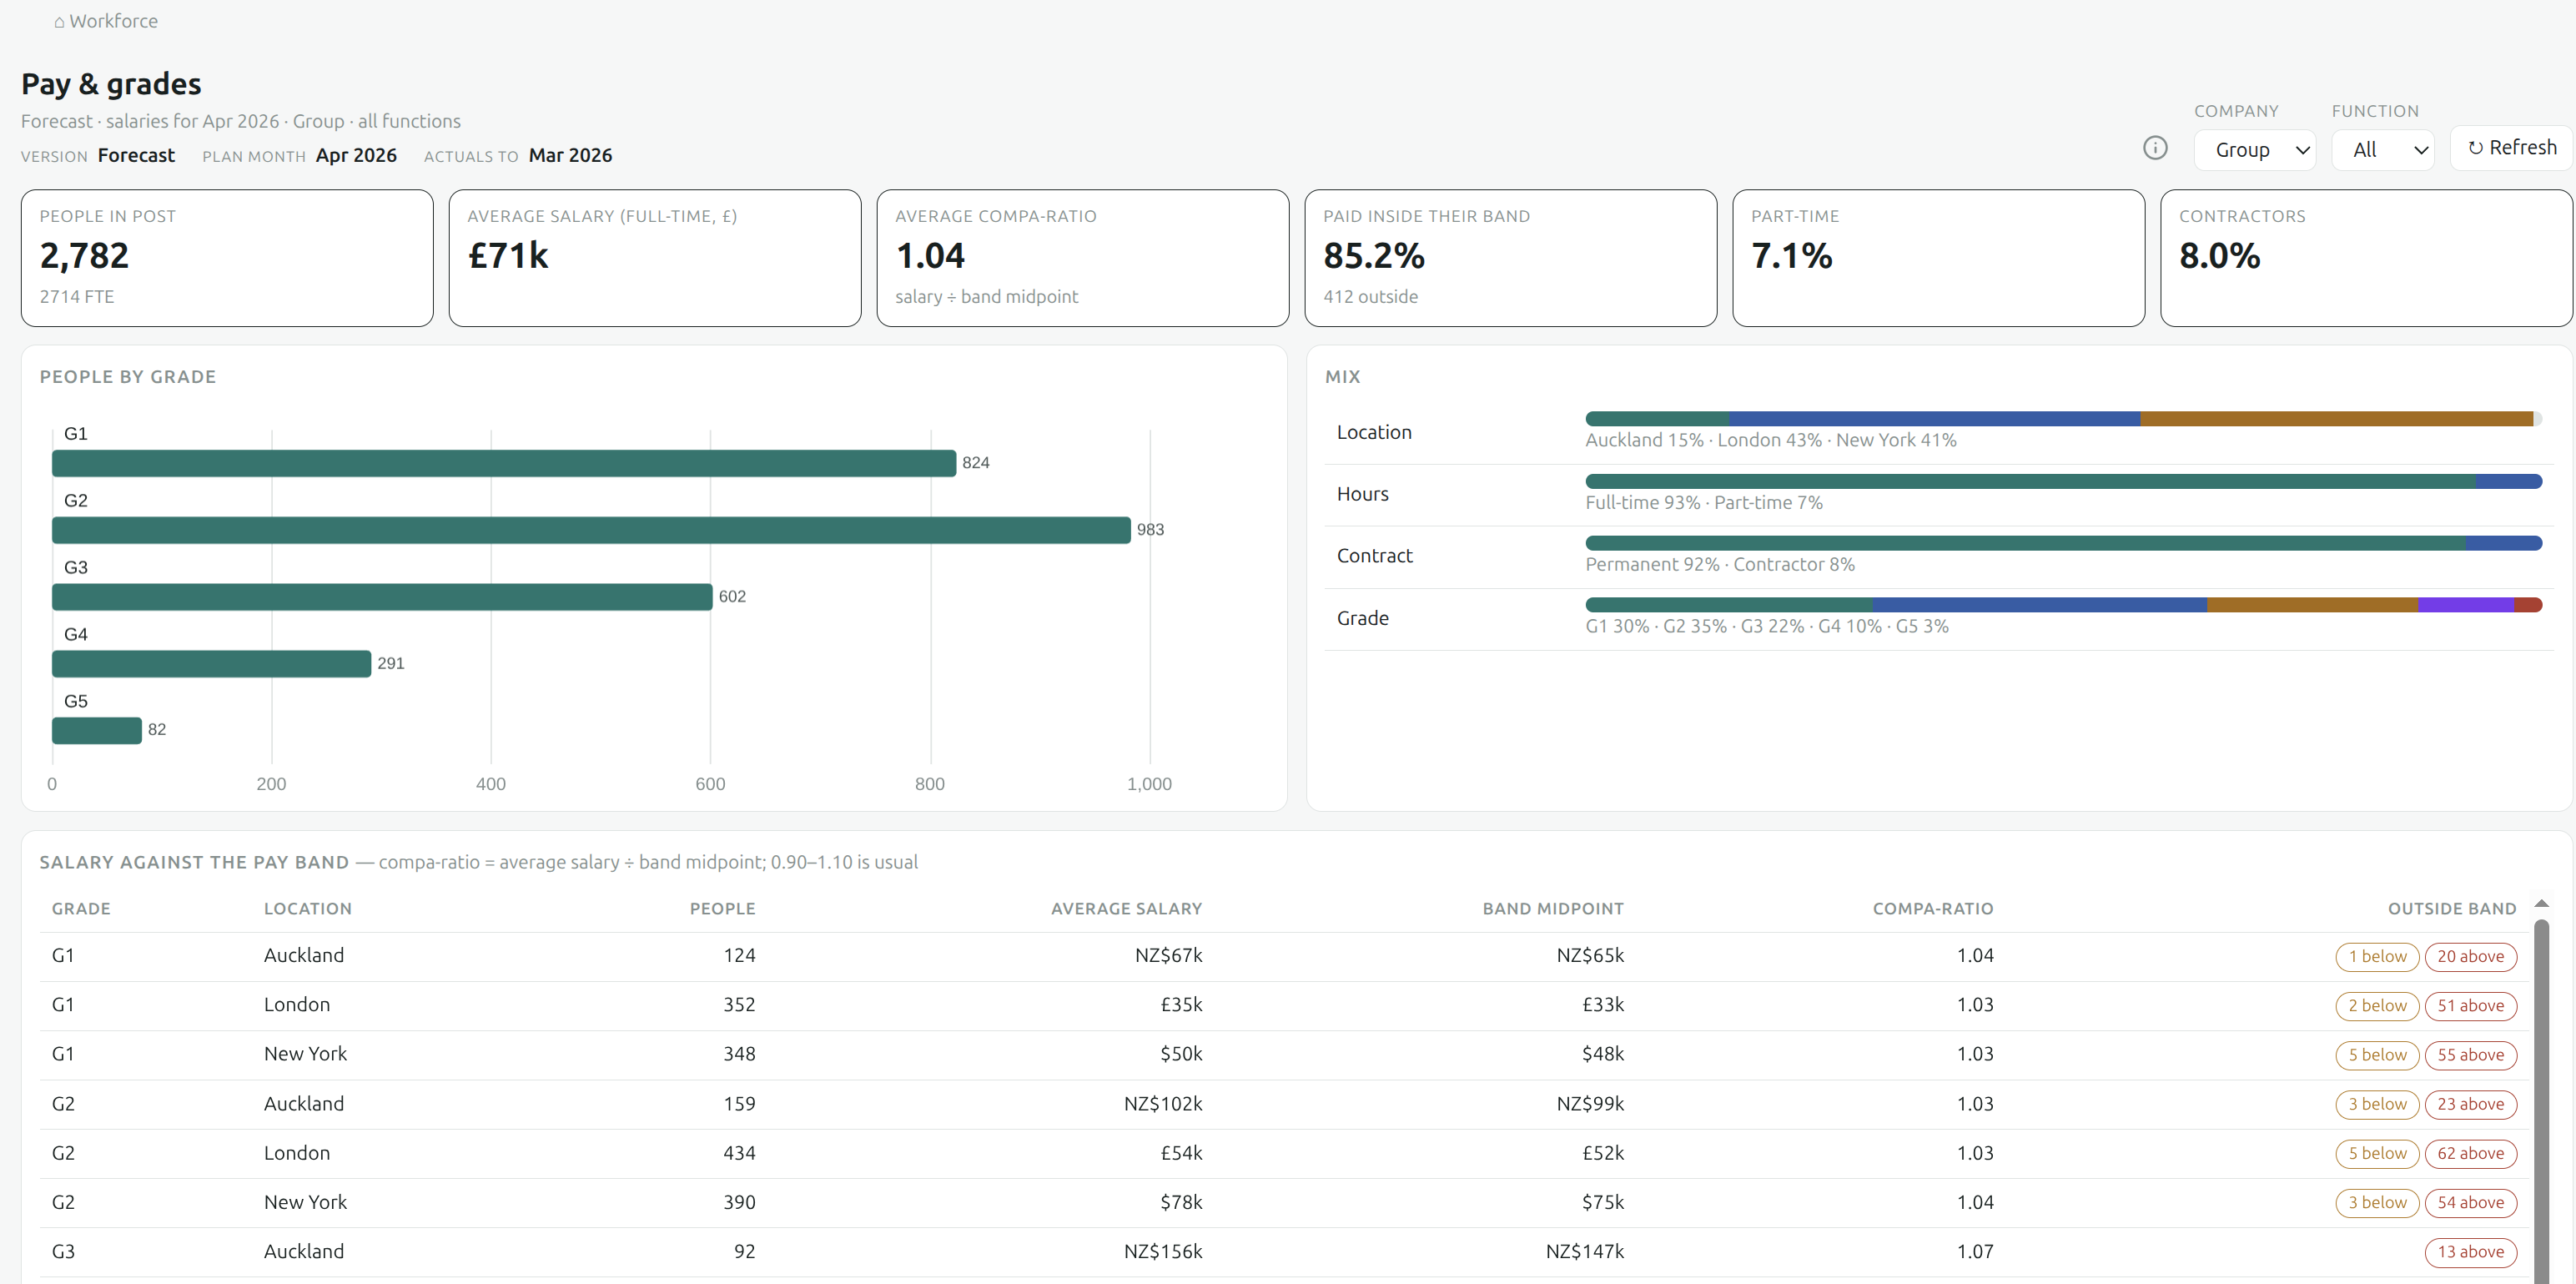 ⌂ Workforce
Pay & grades
Forecast · salaries for Apr 2026 · Group · all functions
VERSION Forecast PLAN MONTH Apr 2026 ACTUALS TO Mar 2026
COMPANY FUNCTION
Group All ↻ Refresh
PEOPLE IN POST
2,782
2714 FTE
AVERAGE SALARY (FULL-TIME, £)
£71k
AVERAGE COMPA-RATIO
1.04
salary ÷ band midpoint
PAID INSIDE THEIR BAND
85.2%
412 outside
PART-TIME
7.1%
CONTRACTORS
8.0%
PEOPLE BY GRADE
G1
824
G2
983
G3
602
G4
291
G5
82
0 200 400 600 800 1,000
MIX
Location
Auckland 15% · London 43% · New York 41%
Hours
Full-time 93% · Part-time 7%
Contract
Permanent 92% · Contractor 8%
Grade
G1 30% · G2 35% · G3 22% · G4 10% · G5 3%
SALARY AGAINST THE PAY BAND — compa-ratio = average salary ÷ band midpoint; 0.90–1.10 is usual
GRADE LOCATION PEOPLE AVERAGE SALARY BAND MIDPOINT COMPA-RATIO OUTSIDE BAND
G1 Auckland 124 NZ$67k NZ$65k 1.04 1 below 20 above
G1 London 352 £35k £33k 1.03 2 below 51 above
G1 New York 348 $50k $48k 1.03 5 below 55 above
G2 Auckland 159 NZ$102k NZ$99k 1.03 3 below 23 above
G2 London 434 £54k £52k 1.03 5 below 62 above
G2 New York 390 $78k $75k 1.04 3 below 54 above
G3 Auckland 92 NZ$156k NZ$147k 1.07 13 above